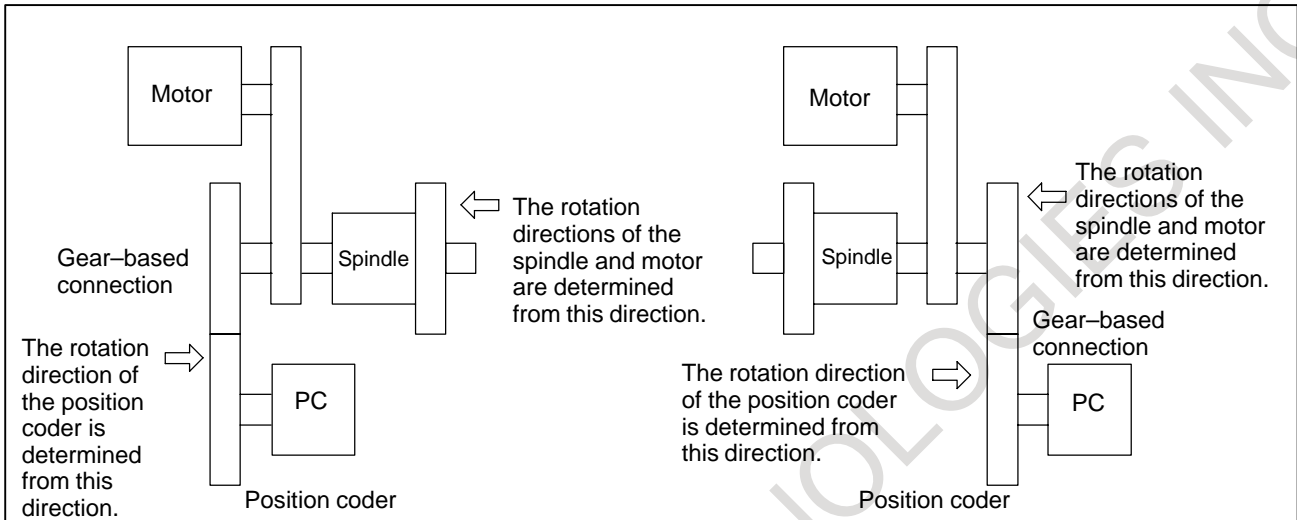 Motor
Gear–based
connection
Spindle
The rotation
directions of the
spindle and motor
are determined
from this direction.
The rotation
direction of
the position
coder is
determined
from this
direction.
PC
Position coder
Motor
The rotation
directions of the
spindle and motor
are determined
from this direction.
Spindle
Gear–based
connection
The rotation direction
of the position coder
is determined from
this direction.
PC
Position coder